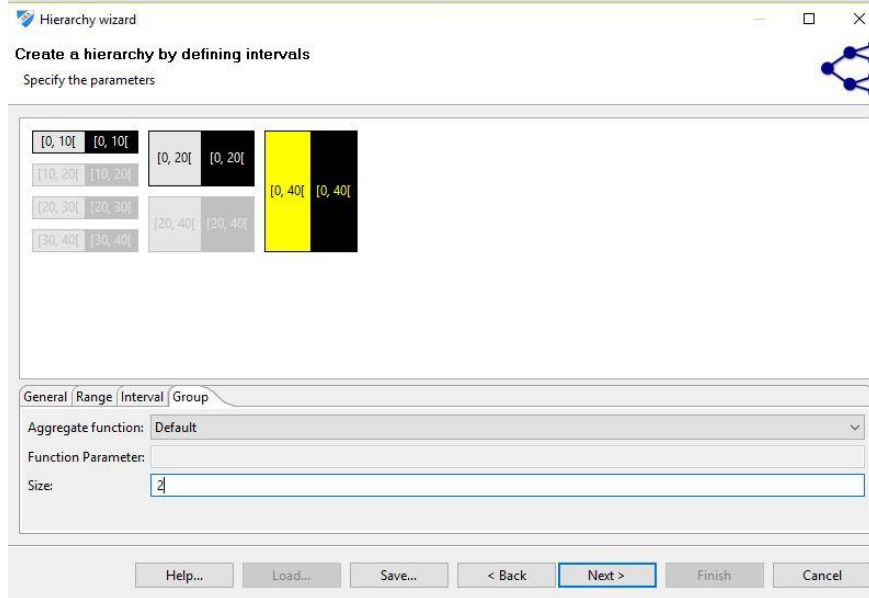 Hierarchy wizard
Create a hierarchy by defining intervals
Specify the parameters
[0, 10[ [0, 10[
[10, 20[ [10, 20[
[20, 30[ [20, 30[
[30, 40[ [30, 40[
[0, 20[ [0, 20[
[20, 40[ [20, 40[
[0, 40[ [0, 40[
General Range Interval Group
Aggregate function: Default
Function Parameter:
Size: 2
Help... Load... Save... < Back Next > Finish Cancel